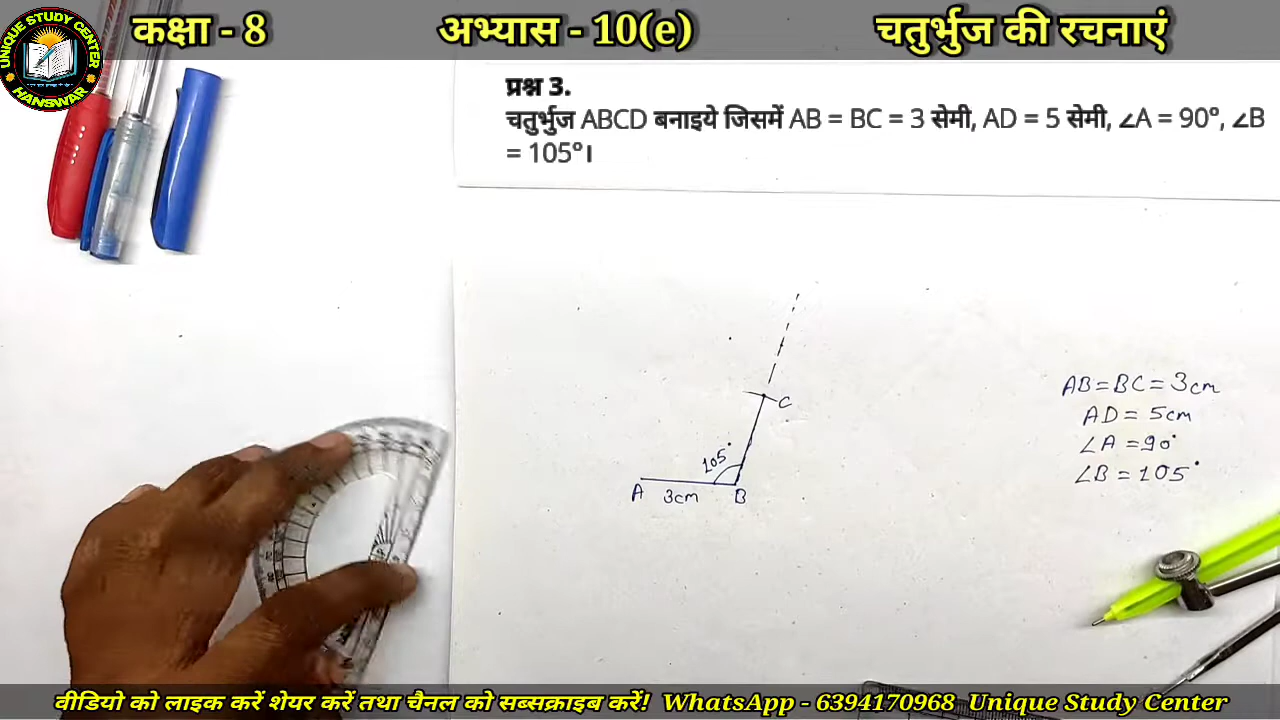 कक्षा - 8 अभ्यास - 10(e) चतुर्भुज की रचनाएं
UNIQUE STUDY CENTER
HANSWAR
प्रश्न 3.
चतुर्भुज ABCD बनाइये जिसमें AB = BC = 3 सेमी, AD = 5 सेमी, ∠A = 90°, ∠B
= 105°।
C
105°
A 3cm B
AB = BC = 3cm
AD = 5cm
∠A = 90°
∠B = 105°
वीडियो को लाइक करें शेयर करें तथा चैनल को सब्सक्राइब करें! WhatsApp - 6394170968 Unique Study Center